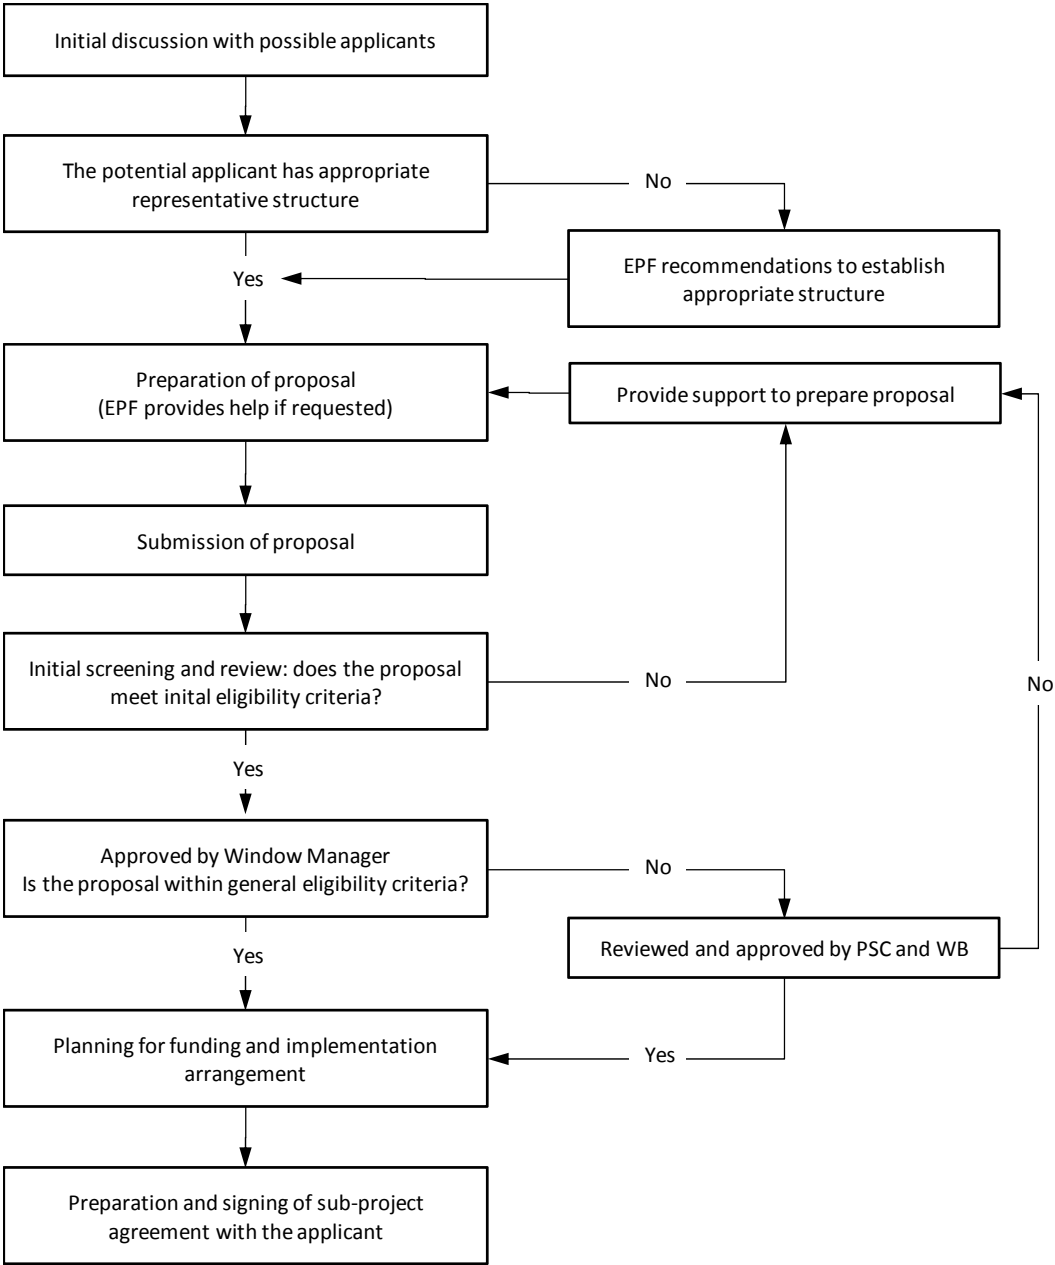 Initial discussion with possible applicants
The potential applicant has appropriate
representative structure
No
EPF recommendations to establish
appropriate structure
Yes
Preparation of proposal
(EPF provides help if requested)
Provide support to prepare proposal
Submission of proposal
Initial screening and review: does the proposal
meet inital eligibility criteria?
No
No
Yes
Approved by Window Manager
Is the proposal within general eligibility criteria?
No
Reviewed and approved by PSC and WB
Yes
Planning for funding and implementation
arrangement
Yes
Preparation and signing of sub-project
agreement with the applicant